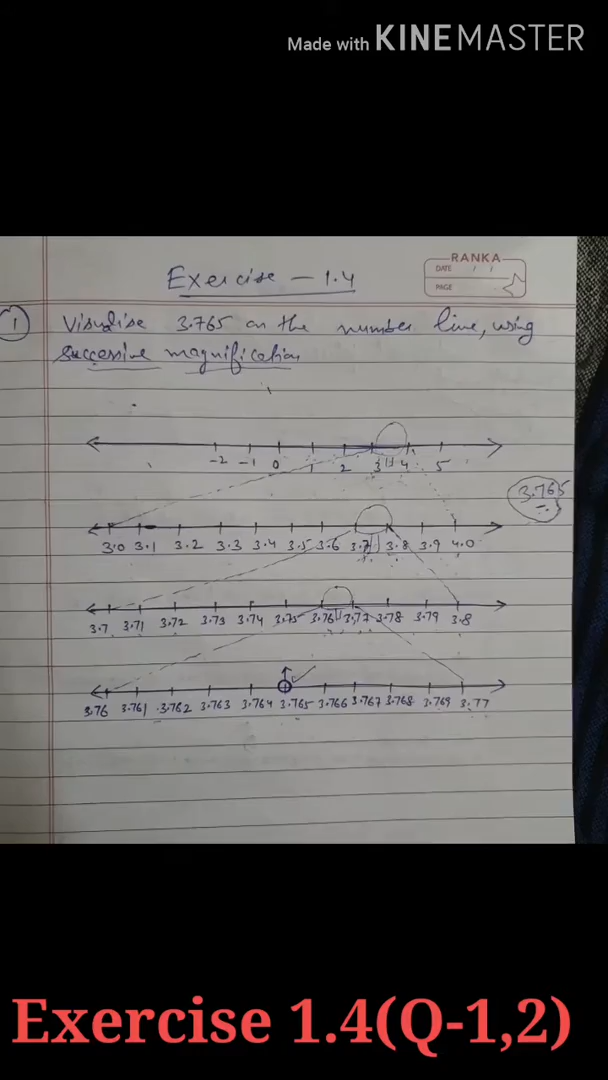 Made with KINEMASTER
Exercise - 1.4
RANKA
DATE / /
PAGE
1 Visualise 3.765 on the number line, using
successive magnification
-2 -1 0 1 2 3 4 5
3.765
3.0 3.1 3.2 3.3 3.4 3.5 3.6 3.7 3.8 3.9 4.0
3.7 3.71 3.72 3.73 3.74 3.75 3.76 3.77 3.78 3.79 3.8
3.76 3.761 3.762 3.763 3.764 3.765 3.766 3.767 3.768 3.769 3.77
Exercise 1.4(Q-1,2)